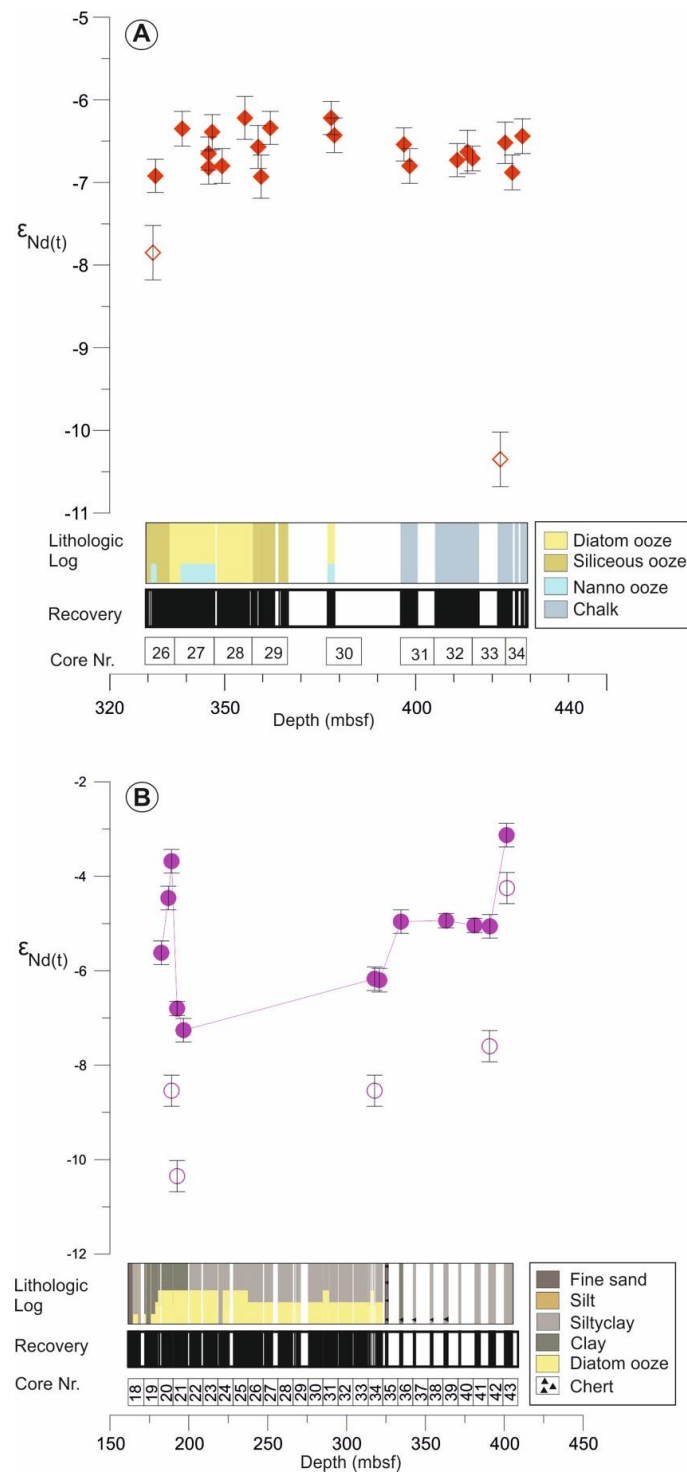 A
-5
-6
-7
-8
-9
-10
-11
εNd(t)
Lithologic
Log
Recovery
Core Nr.
26 27 28 29 30 31 32 33 34
Diatom ooze
Siliceous ooze
Nanno ooze
Chalk
320 350 400 440
Depth (mbsf)
B
-2
-4
-6
-8
-10
-12
εNd(t)
Lithologic
Log
Recovery
Core Nr.
18 19 20 21 22 23 24 25 26 27 28 29 30 31 32 33 34 35 36 37 38 39 40 41 42 43
Fine sand
Silt
Siltyclay
Clay
Diatom ooze
Chert
150 200 250 300 350 400 450
Depth (mbsf)